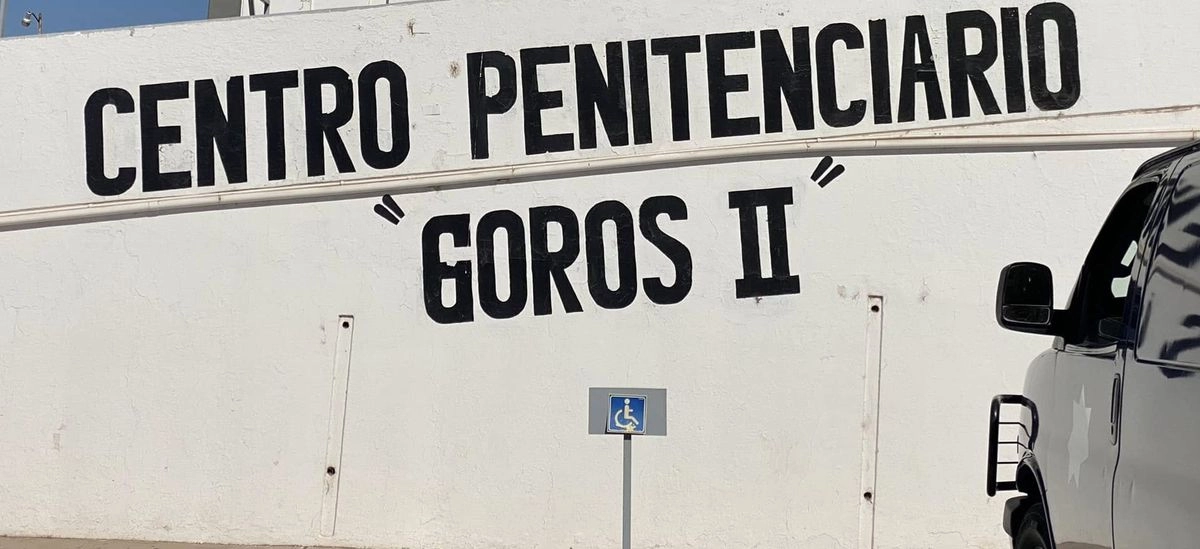 CENTRO PENITENCIARIO
"GOROS II"